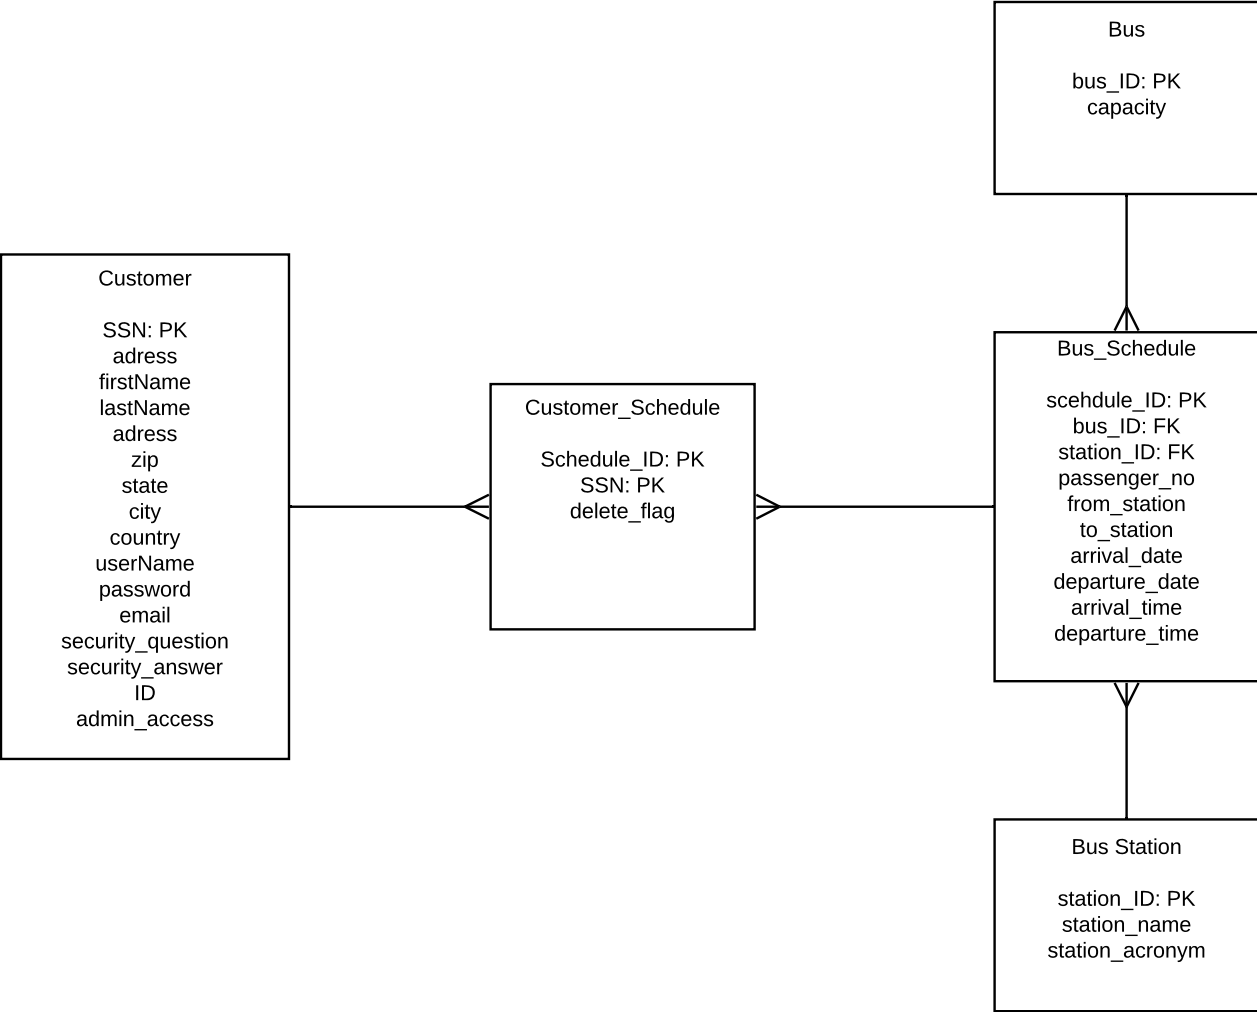 Bus
bus_ID: PK
capacity
Customer
SSN: PK
adress
firstName
lastName
adress
zip
state
city
country
userName
password
email
security_question
security_answer
ID
admin_access
Customer_Schedule
Schedule_ID: PK
SSN: PK
delete_flag
Bus_Schedule
scehdule_ID: PK
bus_ID: FK
station_ID: FK
passenger_no
from_station
to_station
arrival_date
departure_date
arrival_time
departure_time
Bus Station
station_ID: PK
station_name
station_acronym